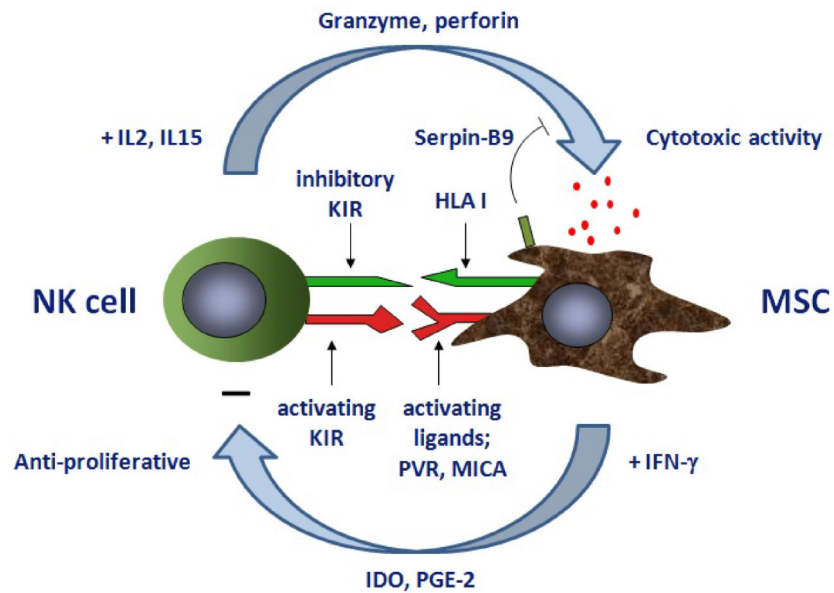 Granzyme, perforin
+ IL2, IL15
Serpin-B9
Cytotoxic activity
inhibitory
KIR
HLA I
NK cell
MSC
activating
KIR
activating
ligands;
PVR, MICA
Anti-proliferative
+ IFN-γ
IDO, PGE-2